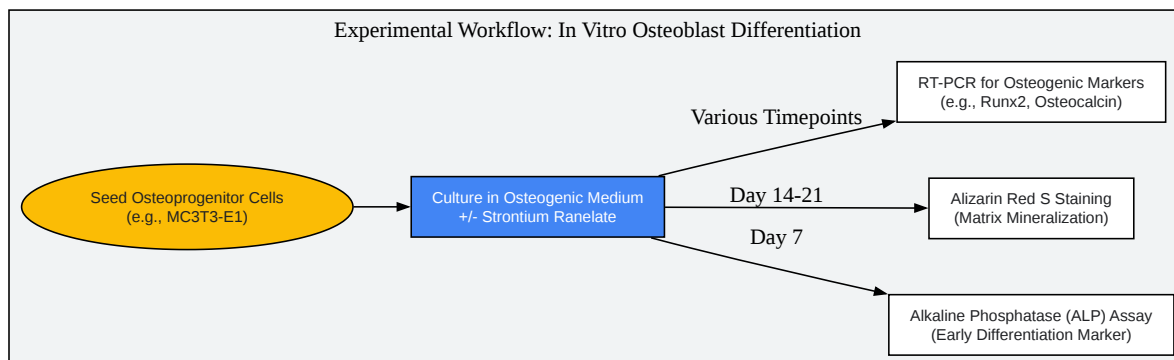 Experimental Workflow: In Vitro Osteoblast Differentiation
Seed Osteoprogenitor Cells
(e.g., MC3T3-E1)
Culture in Osteogenic Medium
+/- Strontium Ranelate
Various Timepoints
RT-PCR for Osteogenic Markers
(e.g., Runx2, Osteocalcin)
Day 14-21
Alizarin Red S Staining
(Matrix Mineralization)
Day 7
Alkaline Phosphatase (ALP) Assay
(Early Differentiation Marker)